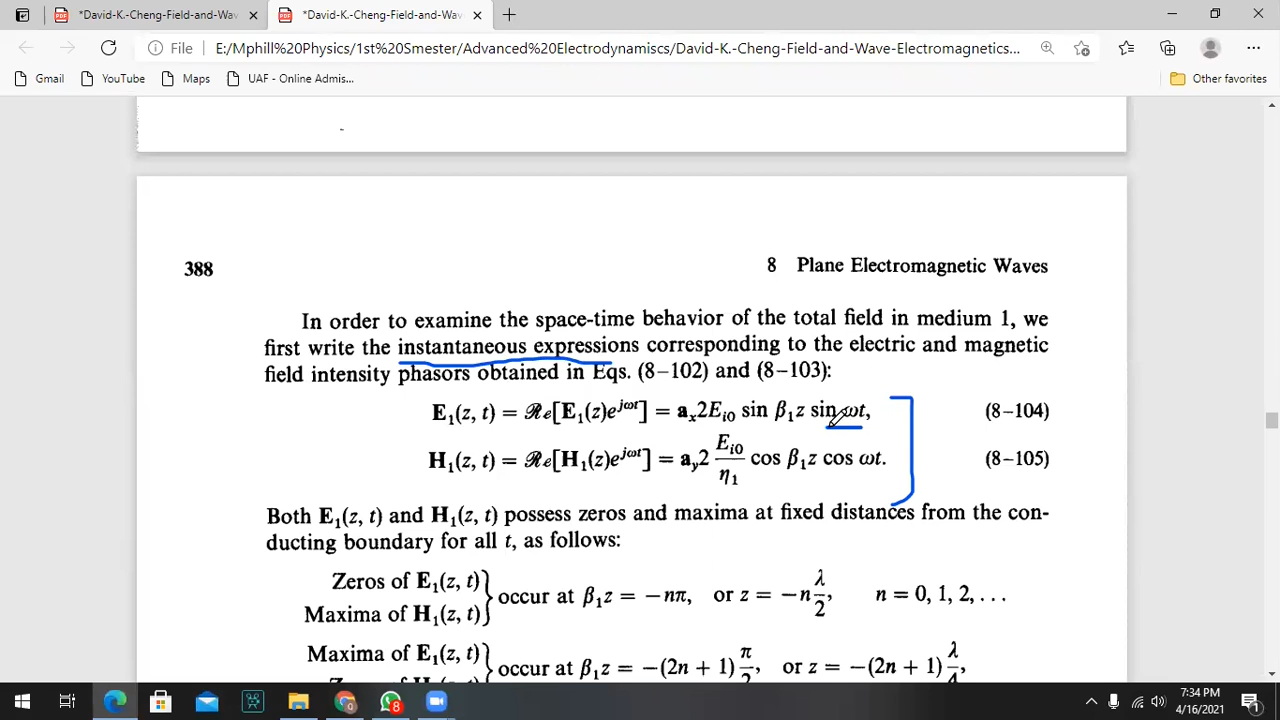 *David-K.-Cheng-Field-and-Wav
*David-K.-Cheng-Field-and-Wav
File
E:/Mphill%20Physics/1st%20Smester/Advanced%20Electrodynamiscs/David-K.-Cheng-Field-and-Wave-Electromagnetics...
Gmail YouTube Maps UAF - Online Admis... Other favorites
388 8 Plane Electromagnetic Waves
In order to examine the space-time behavior of the total field in medium 1, we
first write the instantaneous expressions corresponding to the electric and magnetic
field intensity phasors obtained in Eqs. (8-102) and (8-103):
E₁(z, t) = ℛℯ[E₁(z)e^{jωt}] = aₓ2E_{i0} sin β₁z sin ωt, (8-104)
H₁(z, t) = ℛℯ[H₁(z)e^{jωt}] = a_y2 E_{i0}/η₁ cos β₁z cos ωt. (8-105)
Both E₁(z, t) and H₁(z, t) possess zeros and maxima at fixed distances from the con-
ducting boundary for all t, as follows:
Zeros of E₁(z, t)
Maxima of H₁(z, t)} occur at β₁z = −nπ, or z = −n λ/2, n = 0, 1, 2, . . .
Maxima of E₁(z, t)} occur at β₁z = −(2n + 1) π/2, or z = −(2n + 1) λ/4,
8
7:34 PM
4/16/2021
1